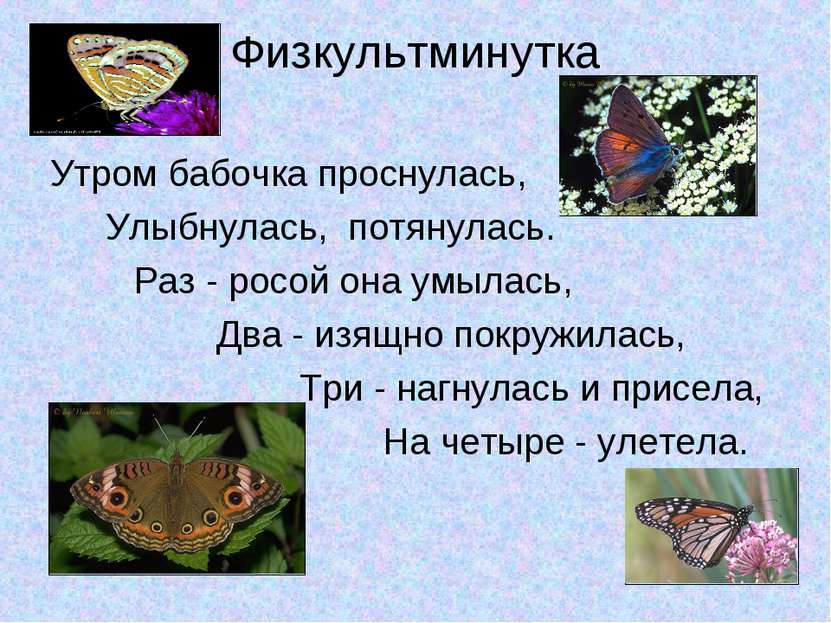 Физкультминутка
Утром бабочка проснулась,
Улыбнулась, потянулась.
Раз - росой она умылась,
Два - изящно покружилась,
Три - нагнулась и присела,
На четыре - улетела.